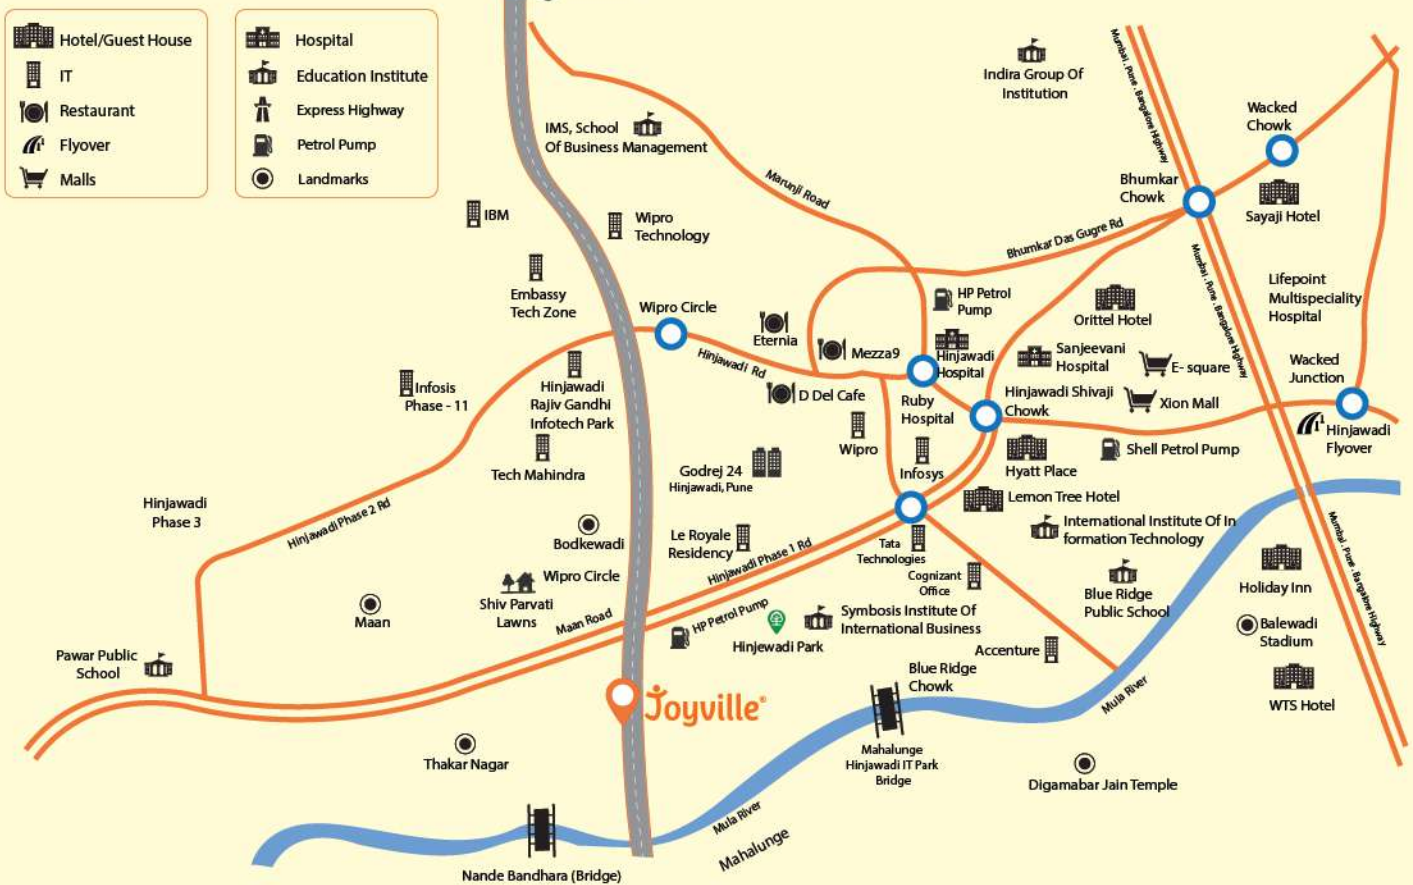 Hotel/Guest House
IT
Restaurant
Flyover
Malls
Hospital
Education Institute
Express Highway
Petrol Pump
Landmarks
Indira Group Of
Institution
Mumbai . Pune . Bangalore Highway
Wacked
Chowk
IMS, School
Of Business Management
Marunji Road
Bhumkar
Chowk
Sayaji Hotel
IBM
Wipro
Technology
Bhumkar Das Gugre Rd
Mumbai . Pune . Bangalore Highway
Embassy
Tech Zone
Wipro Circle
Eternia
HP Petrol
Pump
Orittel Hotel
Lifepoint
Multispeciality
Hospital
Hinjawadi Rd
Mezza9
Hinjawadi
Hospital
Sanjeevani
Hospital
E- square
Wacked
Junction
Infosis
Phase - 11
Hinjawadi
Rajiv Gandhi
Infotech Park
D Del Cafe
Ruby
Hospital
Hinjawadi Shivaji
Chowk
Xion Mall
Hinjawadi
Flyover
Wipro
Infosys
Hyatt Place
Shell Petrol Pump
Tech Mahindra
Godrej 24
Hinjawadi, Pune
Lemon Tree Hotel
Hinjawadi
Phase 3
Hinjawadi Phase 2 Rd
Bodkewadi
Le Royale
Residency
Hinjawadi Phase 1 Rd
Tata
Technologies
International Institute Of In
formation Technology
Mumbai . Pune . Bangalore Highway
Wipro Circle
Shiv Parvati
Lawns
Cognizant
Office
Blue Ridge
Public School
Holiday Inn
Maan
Maan Road
HP Petrol Pump
Hinjewadi Park
Symbosis Institute Of
International Business
Balewadi
Stadium
Pawar Public
School
Accenture
Blue Ridge
Chowk
Mula River
WTS Hotel
Joyville®
Thakar Nagar
Mahalunge
Hinjawadi IT Park
Bridge
Digamabar Jain Temple
Mula River
Mahalunge
Nande Bandhara (Bridge)